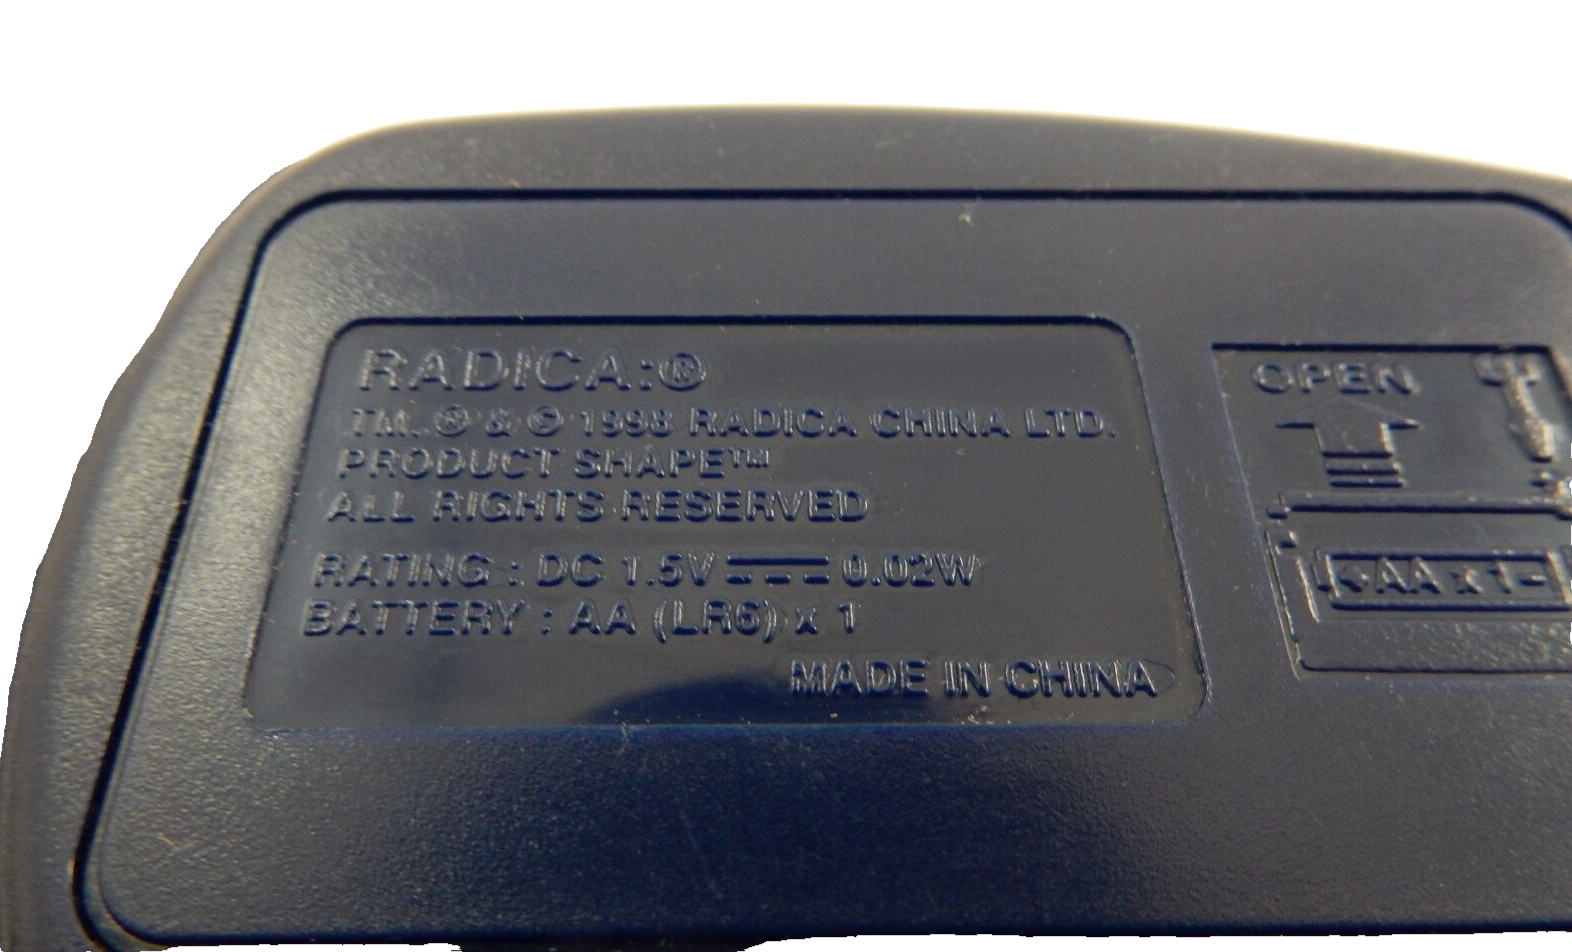 RADICA:®
TM. ® & © 1998 RADICA CHINA LTD.
PRODUCT SHAPE™
ALL RIGHTS RESERVED
RATING : DC 1.5V ⎓ 0.02W
BATTERY : AA (LR6) x 1
MADE IN CHINA
OPEN
+ AA x 1 -